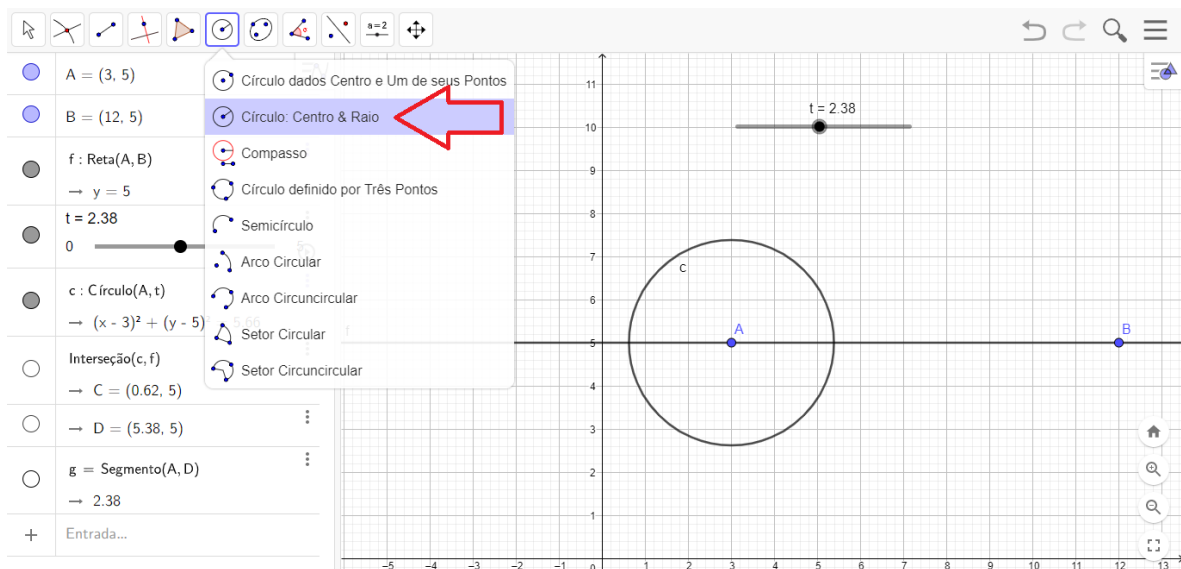 a=2
A = (3, 5)
B = (12, 5)
f : Reta(A, B)
→ y = 5
t = 2.38
0
5
c : Círculo(A, t)
→ (x - 3)² + (y - 5)² = 5.66
Interseção(c, f)
→ C = (0.62, 5)
→ D = (5.38, 5)
g = Segmento(A, D)
→ 2.38
+ Entrada...
Círculo dados Centro e Um de seus Pontos
Círculo: Centro & Raio
Compasso
Círculo definido por Três Pontos
Semicírculo
Arco Circular
Arco Circuncircular
Setor Circular
Setor Circuncircular
t = 2.38
11
10
9
8
7
6
5
4
3
2
1
c
f
A
B
−5 −4 −3 −2 −1 0 1 2 3 4 5 6 7 8 9 10 11 12 13